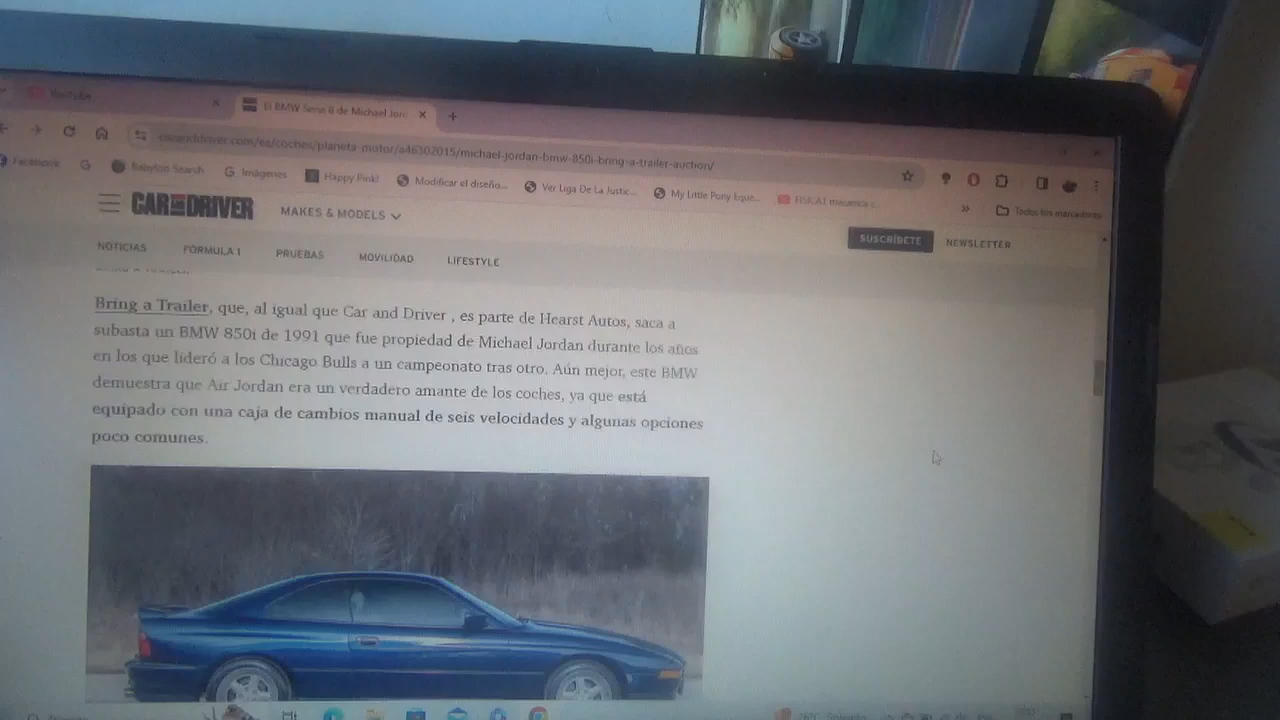 YouTube
El BMW Serie 8 de Michael Jor
caranddriver.com/es/coches/planeta-motor/a46302015/michael-jordan-bmw-850i-bring-a-trailer-auction/
Facebook
Babylon Search
Imágenes
Happy Pink!
Modificar el diseño...
Ver Liga De La Justic...
My Little Pony Eque...
Todos los marcadores
CAR AND DRIVER
MAKES & MODELS
SUSCRÍBETE
NEWSLETTER
NOTICIAS
FÓRMULA 1
PRUEBAS
MOVILIDAD
LIFESTYLE
Bring a Trailer, que, al igual que Car and Driver , es parte de Hearst Autos, saca a
subasta un BMW 850i de 1991 que fue propiedad de Michael Jordan durante los años
en los que lideró a los Chicago Bulls a un campeonato tras otro. Aún mejor, este BMW
demuestra que Air Jordan era un verdadero amante de los coches, ya que está
equipado con una caja de cambios manual de seis velocidades y algunas opciones
poco comunes.